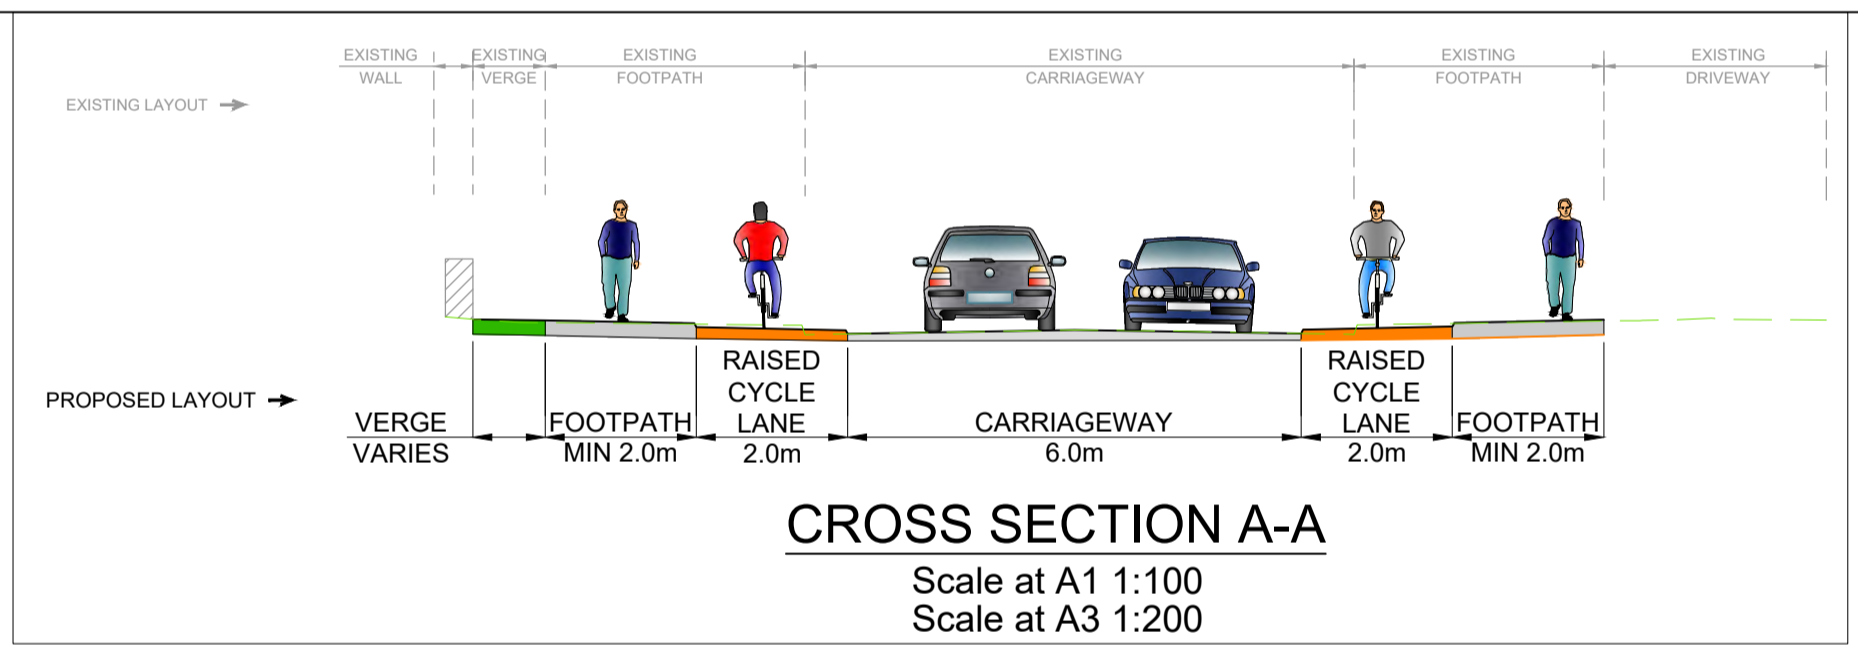 EXISTING
WALL
EXISTING
VERGE
EXISTING
FOOTPATH
EXISTING
CARRIAGEWAY
EXISTING
FOOTPATH
EXISTING
DRIVEWAY
EXISTING LAYOUT
PROPOSED LAYOUT
VERGE
VARIES
FOOTPATH
MIN 2.0m
RAISED
CYCLE
LANE
2.0m
CARRIAGEWAY
6.0m
RAISED
CYCLE
LANE
2.0m
FOOTPATH
MIN 2.0m
CROSS SECTION A-A
Scale at A1 1:100
Scale at A3 1:200